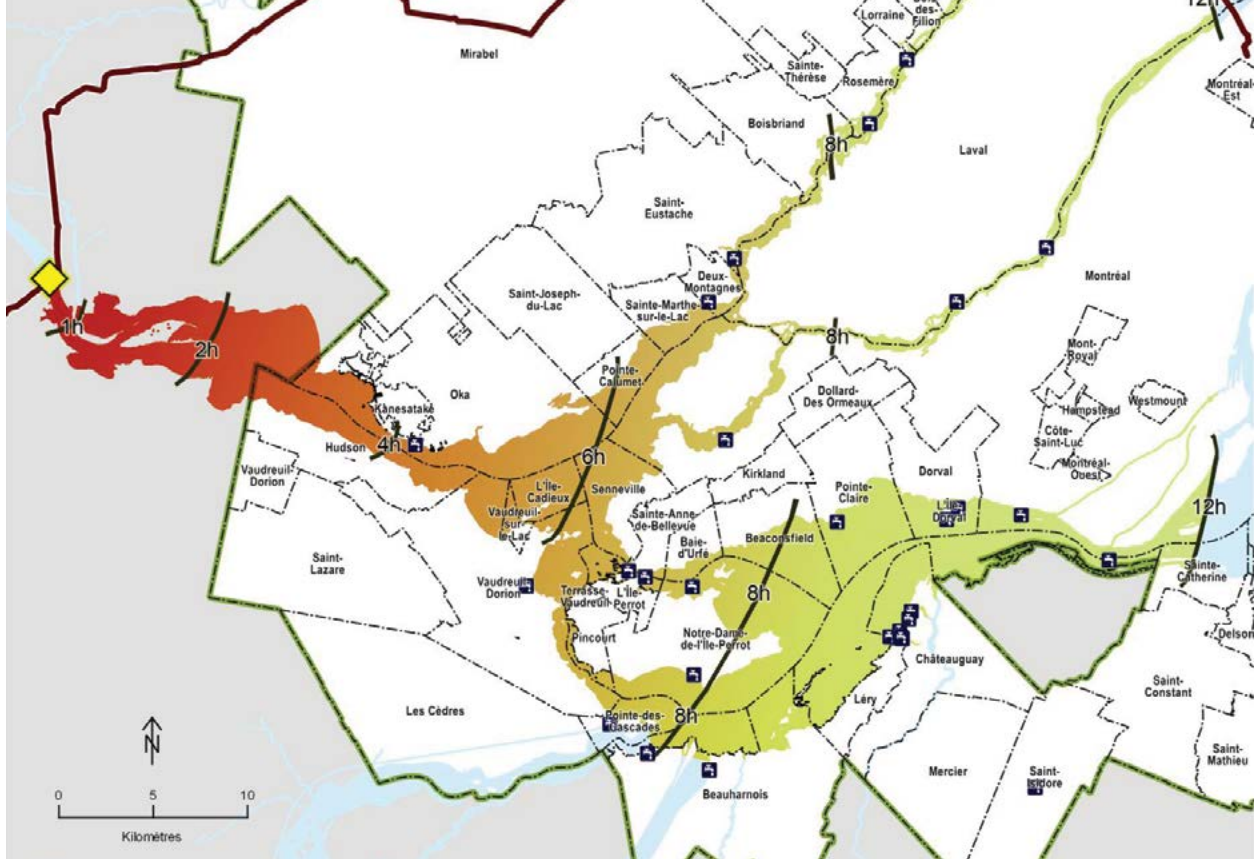 12h
Lorraine
Bois-
des-
Filion
Mirabel
Sainte-
Thérèse
Rosemère
Montréal-
Est
Boisbriand
8h
Laval
Saint-
Eustache
Deux-
Montagnes
Montréal
Saint-Joseph-
du-Lac
Sainte-Marthe-
sur-le-Lac
1h
2h
8h
Mont-
Royal
Pointe-
Calumet
Oka
Dollard-
Des Ormeaux
Westmount
Kanesatake
Hampstead
Côte-
Saint-Luc
4h
Hudson
6h
Montréal-
Ouest
Vaudreuil-
Dorion
Kirkland
Dorval
L'Île-
Cadieux
Senneville
Pointe-
Claire
Vaudreuil-
sur-
le-Lac
Sainte-Anne-
de-Bellevue
L'Île-
Dorval
12h
Baie-
d'Urfé
Beaconsfield
Saint-
Lazare
Sainte-
Catherine
Vaudreuil-
Dorion
Terrasse-
Vaudreuil
L'Île-
Perrot
8h
Pincourt
Notre-Dame-
de-l'Île-Perrot
Delson
Châteauguay
Saint-
Constant
Léry
Les Cèdres
Pointe-des-
Cascades
8h
N
Saint-
Mathieu
Mercier
Saint-
Isidore
Beauharnois
0 5 10
Kilomètres